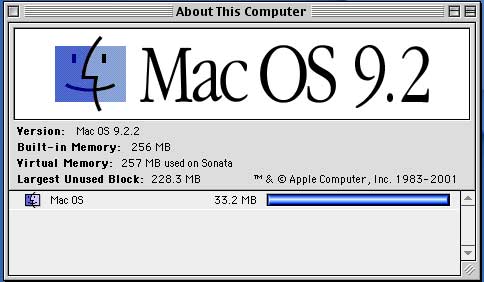 About This Computer
Mac OS 9.2
Version: Mac OS 9.2.2
Built-in Memory: 256 MB
Virtual Memory: 257 MB used on Sonata
Largest Unused Block: 228.3 MB ™ & © Apple Computer, Inc. 1983-2001
Mac OS 33.2 MB